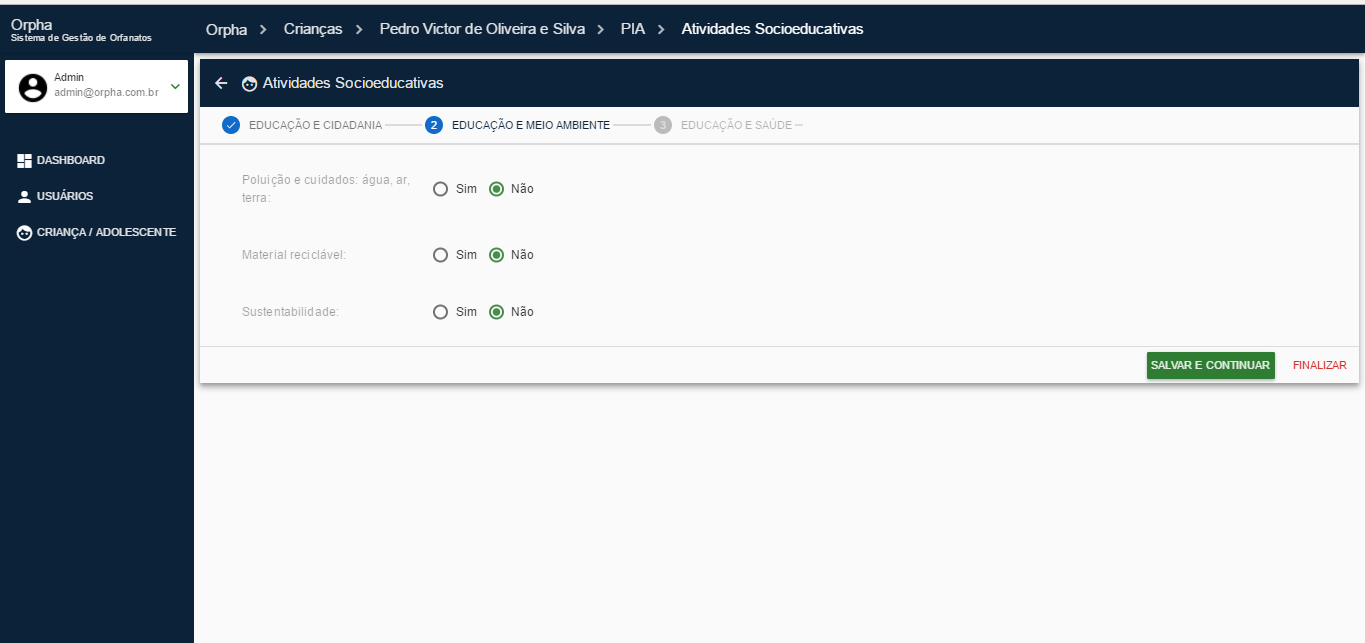 Orpha
Sistema de Gestão de Orfanatos
Orpha > Crianças > Pedro Victor de Oliveira e Silva > PIA > Atividades Socioeducativas
Admin
admin@orpha.com.br
DASHBOARD
USUÁRIOS
CRIANÇA / ADOLESCENTE
Atividades Socioeducativas
EDUCAÇÃO E CIDADANIA 2 EDUCAÇÃO E MEIO AMBIENTE 3 EDUCAÇÃO E SAÚDE
Poluição e cuidados: água, ar,
terra:
Sim Não
Material reciclável: Sim Não
Sustentabilidade: Sim Não
SALVAR E CONTINUAR FINALIZAR